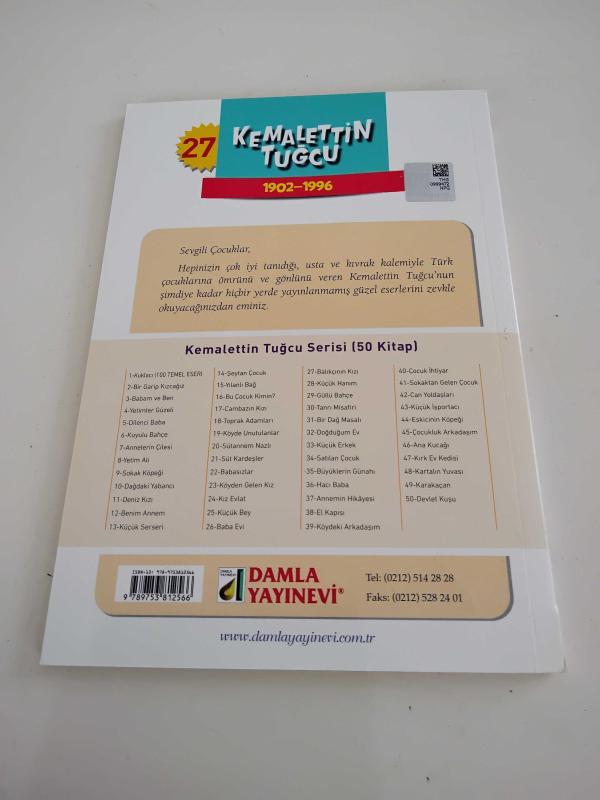 27
KEMALETTİN
TUĞCU
1902–1996
THS
0999472
NPG
Sevgili Çocuklar,
Hepinizin çok iyi tanıdığı, usta ve kıvrak kalemiyle Türk
çocuklarına ömrünü ve gönlünü veren Kemalettin Tuğcu'nun
şimdiye kadar hiçbir yerde yayınlanmamış güzel eserlerini zevkle
okuyacağınızdan eminiz.
Kemalettin Tuğcu Serisi (50 Kitap)
1-Kuklacı (100 TEMEL ESER)
2-Bir Garip Kızcağız
3-Babam ve Ben
4-Yetimler Güzeli
5-Dilenci Baba
6-Kuyulu Bahçe
7-Annelerin Çilesi
8-Yetim Ali
9-Sokak Köpeği
10-Dağdaki Yabancı
11-Deniz Kızı
12-Benim Annem
13-Küçük Serseri
14-Şeytan Çocuk
15-Yılanlı Bağ
16-Bu Çocuk Kimin?
17-Cambazın Kızı
18-Toprak Adamları
19-Köyde Unutulanlar
20-Sütannem Nazlı
21-Süt Kardeşler
22-Babasızlar
23-Köyden Gelen Kız
24-Kız Evlat
25-Küçük Bey
26-Baba Evi
27-Balıkçının Kızı
28-Küçük Hanım
29-Güllü Bahçe
30-Tanrı Misafiri
31-Bir Dağ Masalı
32-Doğduğum Ev
33-Küçük Erkek
34-Satılan Çocuk
35-Büyüklerin Günahı
36-Hacı Baba
37-Annemin Hikâyesi
38-El Kapısı
39-Köydeki Arkadaşım
40-Çocuk İhtiyar
41-Sokaktan Gelen Çocuk
42-Can Yoldaşları
43-Küçük İşportacı
44-Eskicinin Köpeği
45-Çocukluk Arkadaşım
46-Ana Kucağı
47-Kırk Ev Kedisi
48-Kartalın Yuvası
49-Karakaçan
50-Devlet Kuşu
ISBN-13: 978-9753812566
9 789753 812566
DAMLA
YAYINEVİ
DAMLA
YAYINEVİ®
Tel: (0212) 514 28 28
Faks: (0212) 528 24 01
www.damlayayinevi.com.tr